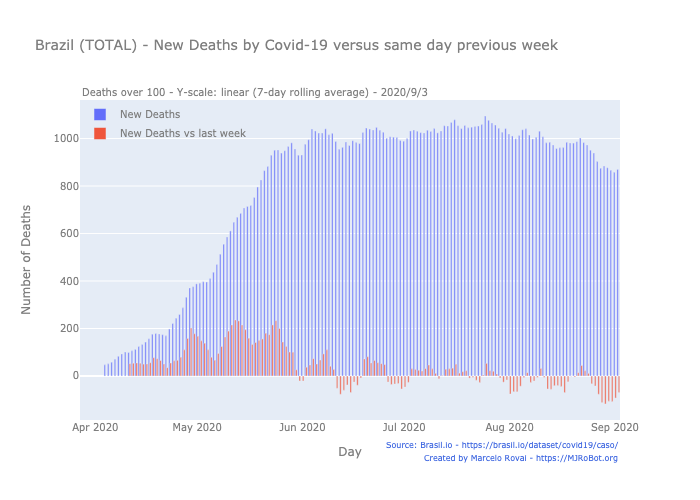 Brazil (TOTAL) - New Deaths by Covid-19 versus same day previous week
Deaths over 100 - Y-scale: linear (7-day rolling average) - 2020/9/3
New Deaths
New Deaths vs last week
Number of Deaths
1000
800
600
400
200
0
Apr 2020 May 2020 Jun 2020 Jul 2020 Aug 2020 Sep 2020
Day
Source: Brasil.io - https://brasil.io/dataset/covid19/caso/
Created by Marcelo Rovai - https://MJRoBot.org